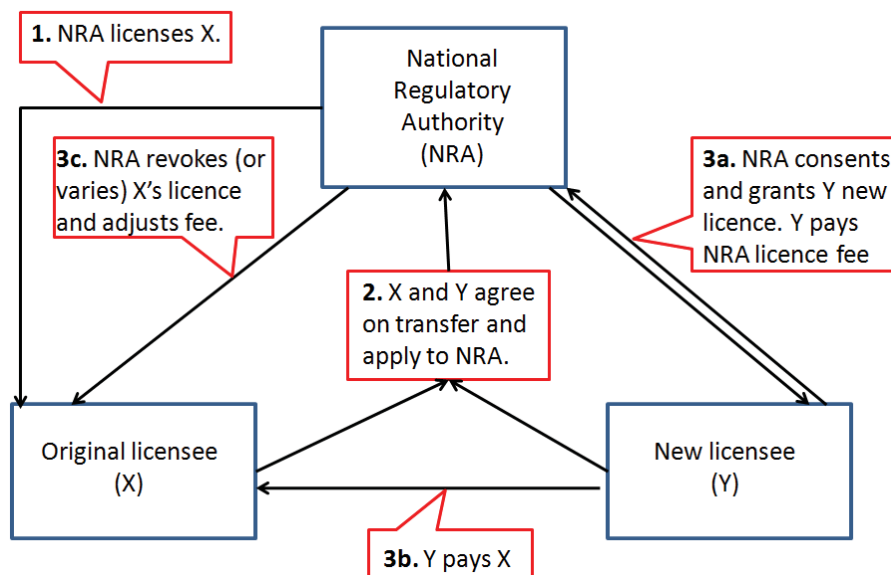 1. NRA licenses X.
National
Regulatory
Authority
(NRA)
3c. NRA revokes (or
varies) X’s licence
and adjusts fee.
3a. NRA consents
and grants Y new
licence. Y pays
NRA licence fee
2. X and Y agree
on transfer and
apply to NRA.
Original licensee
(X)
New licensee
(Y)
3b. Y pays X